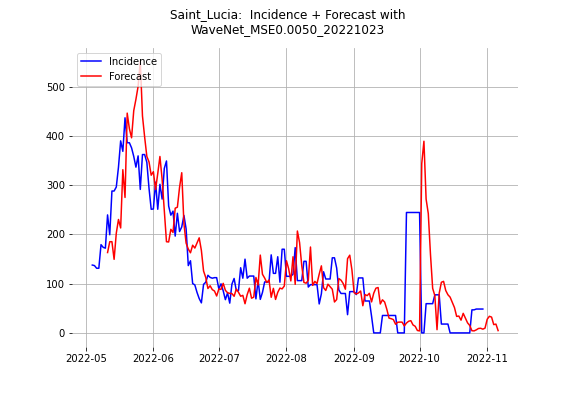 Saint_Lucia:  Incidence + Forecast with
WaveNet_MSE0.0050_20221023
Incidence
Forecast
500
400
300
200
100
0
2022-05 2022-06 2022-07 2022-08 2022-09 2022-10 2022-11